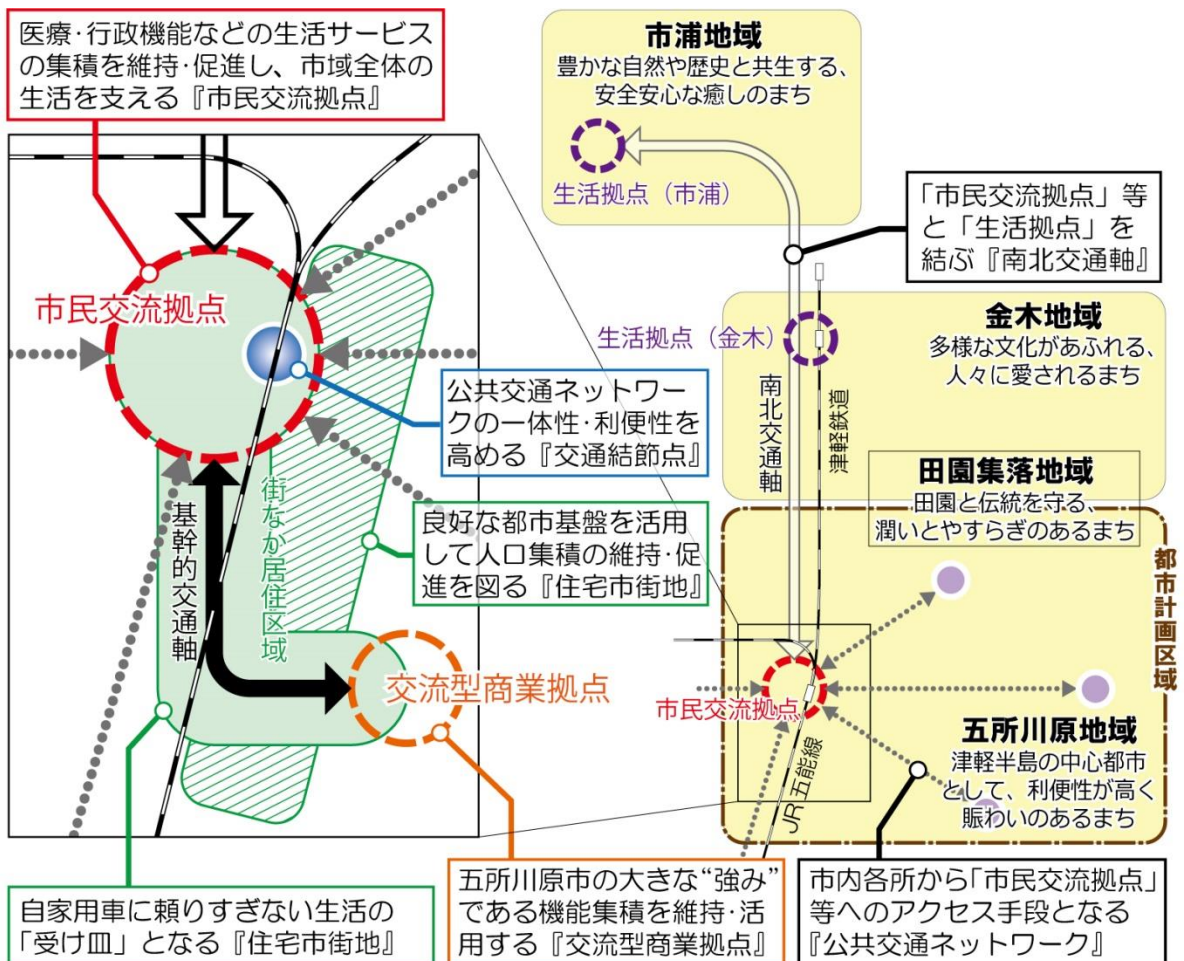 医療・行政機能などの生活サービス
の集積を維持・促進し、市域全体の
生活を支える『市民交流拠点』
市民交流拠点
公共交通ネットワー
クの一体性・利便性を
高める『交通結節点』
街なか居住区域
基幹的交通軸
良好な都市基盤を活用
して人口集積の維持・促
進を図る『住宅市街地』
交流型商業拠点
自家用車に頼りすぎない生活の
「受け皿」となる『住宅市街地』
五所川原市の大きな“強み”
である機能集積を維持・活
用する『交流型商業拠点』
市浦地域
豊かな自然や歴史と共生する、
安全安心な癒しのまち
生活拠点（市浦）
「市民交流拠点」等
と「生活拠点」を
結ぶ『南北交通軸』
生活拠点（金木）
金木地域
多様な文化があふれる、
人々に愛されるまち
南北交通軸
津軽鉄道
田園集落地域
田園と伝統を守る、
潤いとやすらぎのあるまち
都市計画区域
市民交流拠点
JR 五能線
五所川原地域
津軽半島の中心都市
として、利便性が高く
賑わいのあるまち
市内各所から「市民交流拠点」
等へのアクセス手段となる
『公共交通ネットワーク』